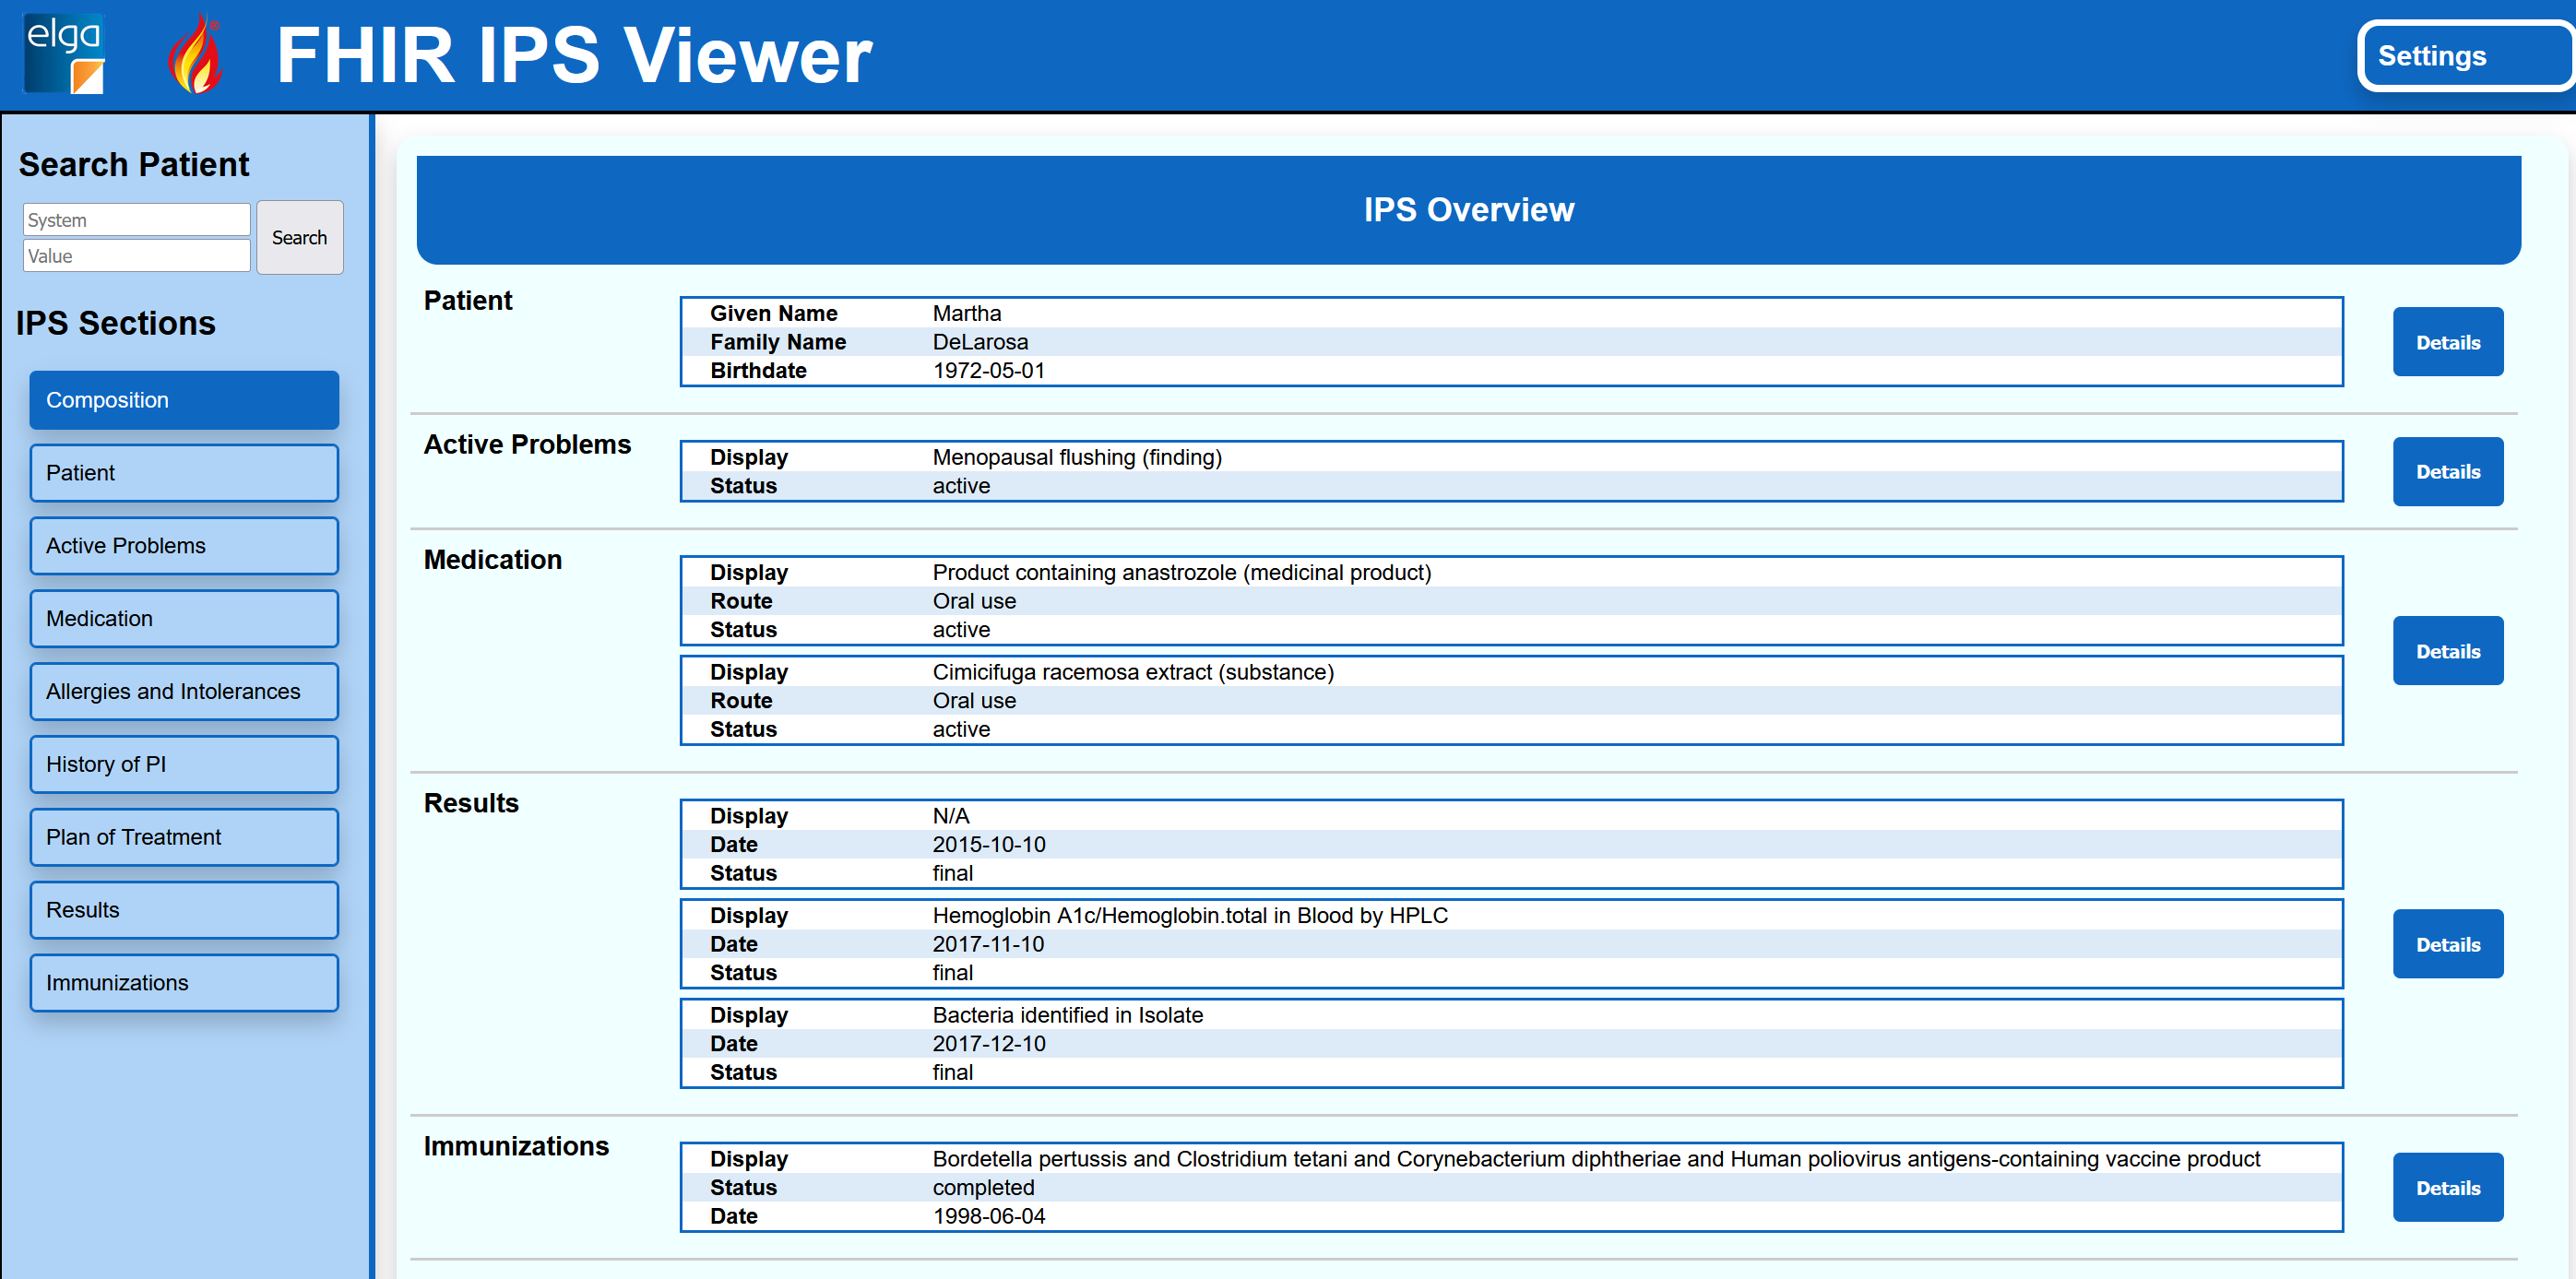 elga
FHIR IPS Viewer
Settings
Search Patient
System
Value
Search
IPS Sections
Composition
Patient
Active Problems
Medication
Allergies and Intolerances
History of PI
Plan of Treatment
Results
Immunizations
IPS Overview
Patient
Given Name Martha
Family Name DeLarosa
Birthdate 1972-05-01
Details
Active Problems
Display Menopausal flushing (finding)
Status active
Details
Medication
Display Product containing anastrozole (medicinal product)
Route Oral use
Status active
Display Cimicifuga racemosa extract (substance)
Route Oral use
Status active
Details
Results
Display N/A
Date 2015-10-10
Status final
Display Hemoglobin A1c/Hemoglobin.total in Blood by HPLC
Date 2017-11-10
Status final
Display Bacteria identified in Isolate
Date 2017-12-10
Status final
Details
Immunizations
Display Bordetella pertussis and Clostridium tetani and Corynebacterium diphtheriae and Human poliovirus antigens-containing vaccine product
Status completed
Date 1998-06-04
Details